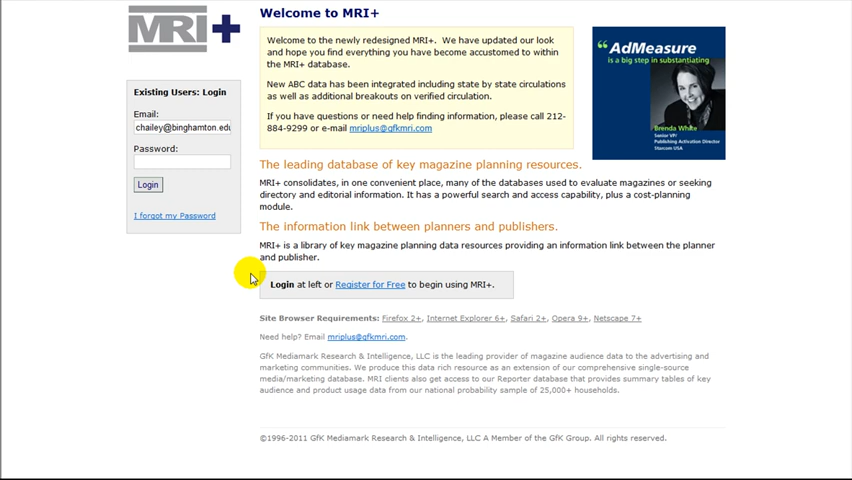 MRI+
Welcome to MRI+
Welcome to the newly redesigned MRI+. We have updated our look
and hope you find everything you have become accustomed to within
the MRI+ database.
New ABC data has been integrated including state by state circulations
as well as additional breakouts on verified circulation.
If you have questions or need help finding information, please call 212-
884-9299 or e-mail mriplus@gfkmri.com
“AdMeasure
is a big step in substantiating
Brenda White
Senior VP/
Publishing Activation Director
Starcom USA
Existing Users: Login
Email:
chailey@binghamton.edu
Password:
Login
I forgot my Password
The leading database of key magazine planning resources.
MRI+ consolidates, in one convenient place, many of the databases used to evaluate magazines or seeking
directory and editorial information. It has a powerful search and access capability, plus a cost-planning
module.
The information link between planners and publishers.
MRI+ is a library of key magazine planning data resources providing an information link between the planner
and publisher.
Login at left or Register for Free to begin using MRI+.
Site Browser Requirements: Firefox 2+, Internet Explorer 6+, Safari 2+, Opera 9+, Netscape 7+
Need help? Email mriplus@gfkmri.com.
GfK Mediamark Research & Intelligence, LLC is the leading provider of magazine audience data to the advertising and
marketing communities. We produce this data rich resource as an extension of our comprehensive single-source
media/marketing database. MRI clients also get access to our Reporter database that provides summary tables of key
audience and product usage data from our national probability sample of 25,000+ households.
©1996-2011 GfK Mediamark Research & Intelligence, LLC A Member of the GfK Group. All rights reserved.